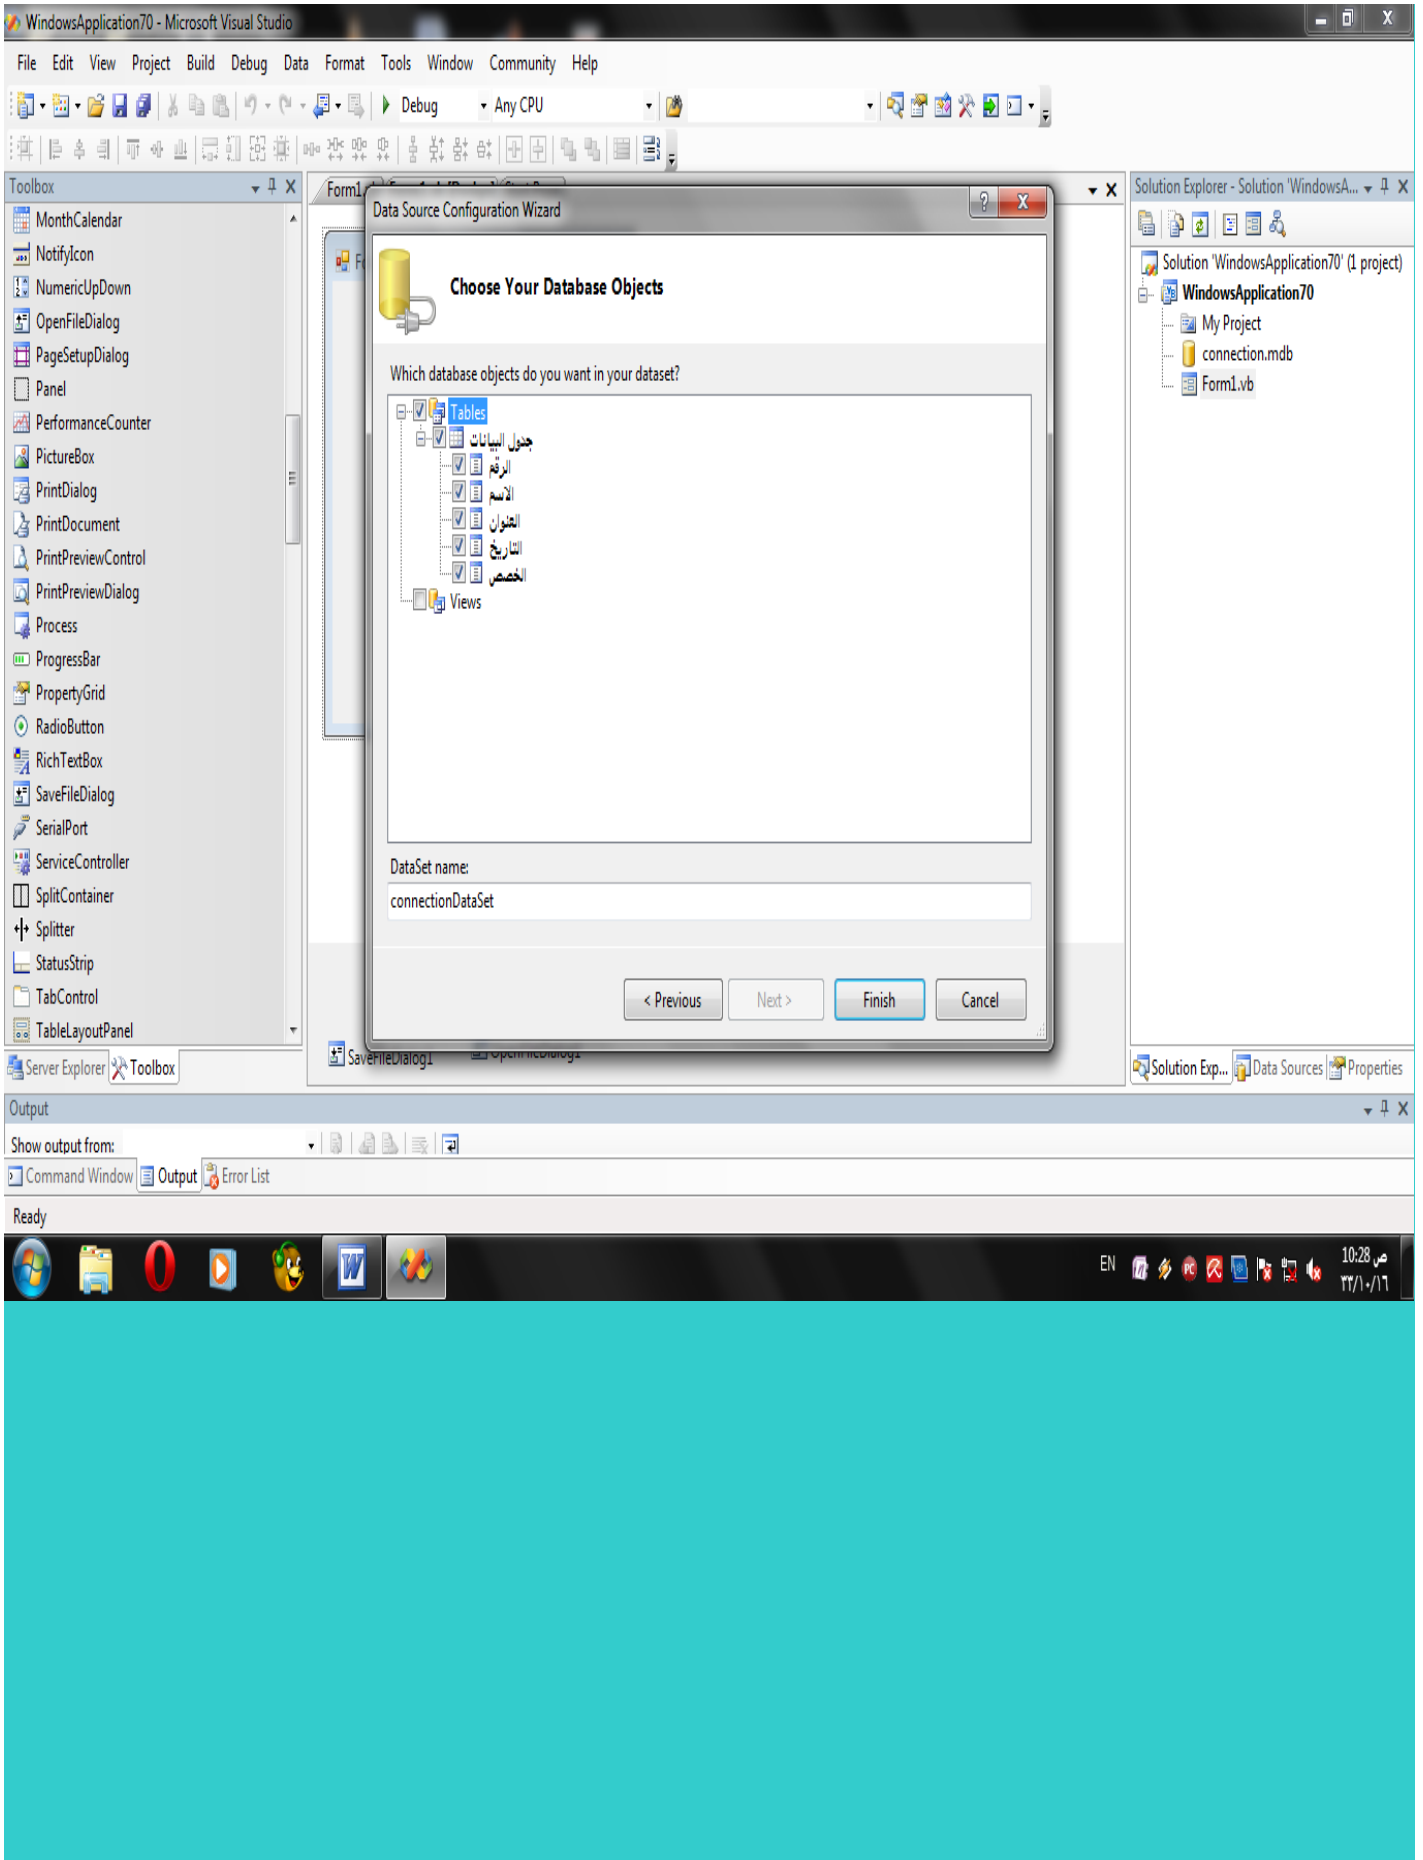 WindowsApplication70 - Microsoft Visual Studio
File Edit View Project Build Debug Data Format Tools Window Community Help
Debug Any CPU
Toolbox
MonthCalendar
NotifyIcon
NumericUpDown
OpenFileDialog
PageSetupDialog
Panel
PerformanceCounter
PictureBox
PrintDialog
PrintDocument
PrintPreviewControl
PrintPreviewDialog
Process
ProgressBar
PropertyGrid
RadioButton
RichTextBox
SaveFileDialog
SerialPort
ServiceController
SplitContainer
Splitter
StatusStrip
TabControl
TableLayoutPanel
Server Explorer Toolbox
Form1
Data Source Configuration Wizard
Choose Your Database Objects
Which database objects do you want in your dataset?
Tables
جدول البيانات
الرقم
الاسم
العنوان
التاريخ
الخصص
Views
DataSet name:
connectionDataSet
< Previous Next > Finish Cancel
SaveFileDialog1 OpenFileDialog1
Solution Explorer - Solution 'WindowsA...
Solution 'WindowsApplication70' (1 project)
WindowsApplication70
My Project
connection.mdb
Form1.vb
Solution Exp... Data Sources Properties
Output
Show output from:
Command Window Output Error List
Ready
EN
10:28 ص
٣٣/١٠/١٦